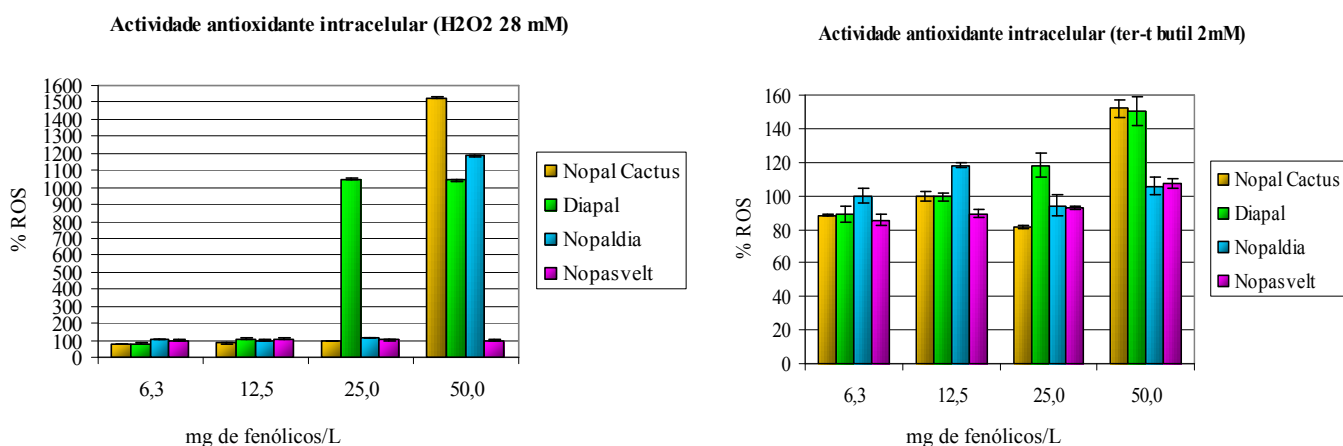 Actividade antioxidante intracelular (H2O2 28 mM)
1600
1500
1400
1300
1200
1100
1000
900
800
700
600
500
400
300
200
100
0
% ROS
6,3
12,5
25,0
50,0
mg de fenólicos/L
Nopal Cactus
Diapal
Nopaldia
Nopasvelt
Actividade antioxidante intracelular (ter-t butil 2mM)
160
140
120
100
80
60
40
20
0
% ROS
6,3
12,5
25,0
50,0
mg de fenólicos/L
Nopal Cactus
Diapal
Nopaldia
Nopasvelt